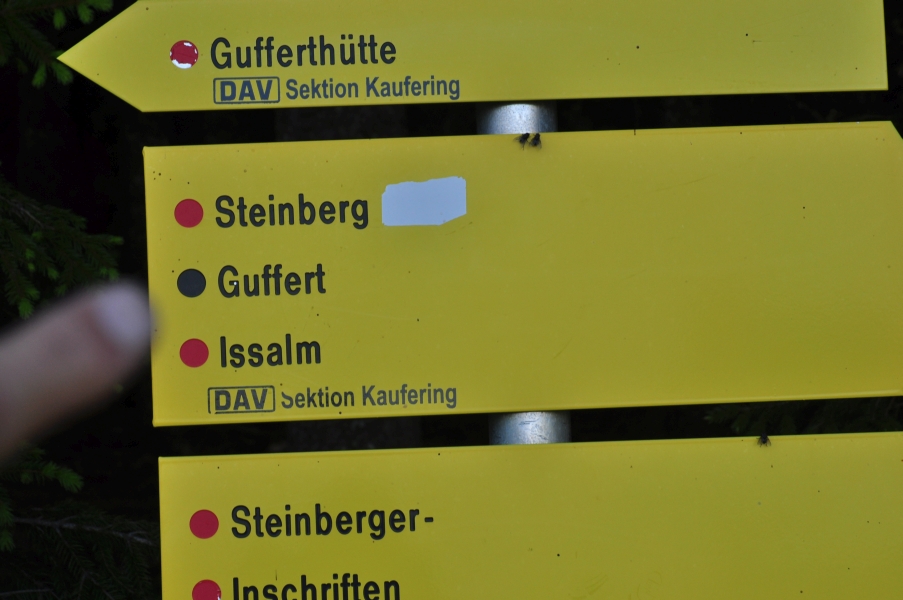 Gufferthütte
DAV Sektion Kaufering
Steinberg
Guffert
Issalm
DAV Sektion Kaufering
Steinberger-
Inschriften